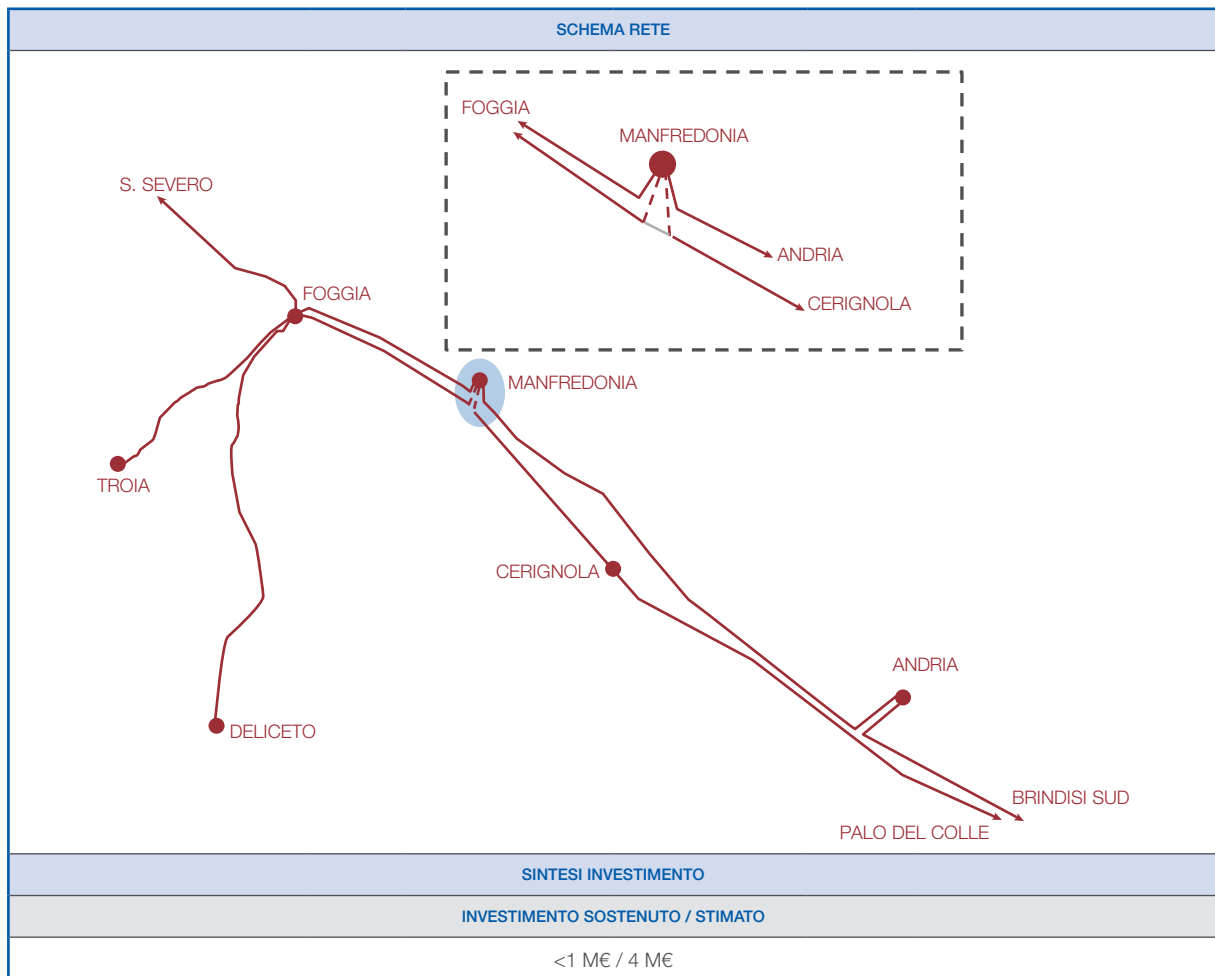 SCHEMA RETE
FOGGIA
MANFREDONIA
ANDRIA
CERIGNOLA
S. SEVERO
FOGGIA
MANFREDONIA
TROIA
CERIGNOLA
DELICETO
ANDRIA
BRINDISI SUD
PALO DEL COLLE
SINTESI INVESTIMENTO
INVESTIMENTO SOSTENUTO / STIMATO
<1 M€ / 4 M€